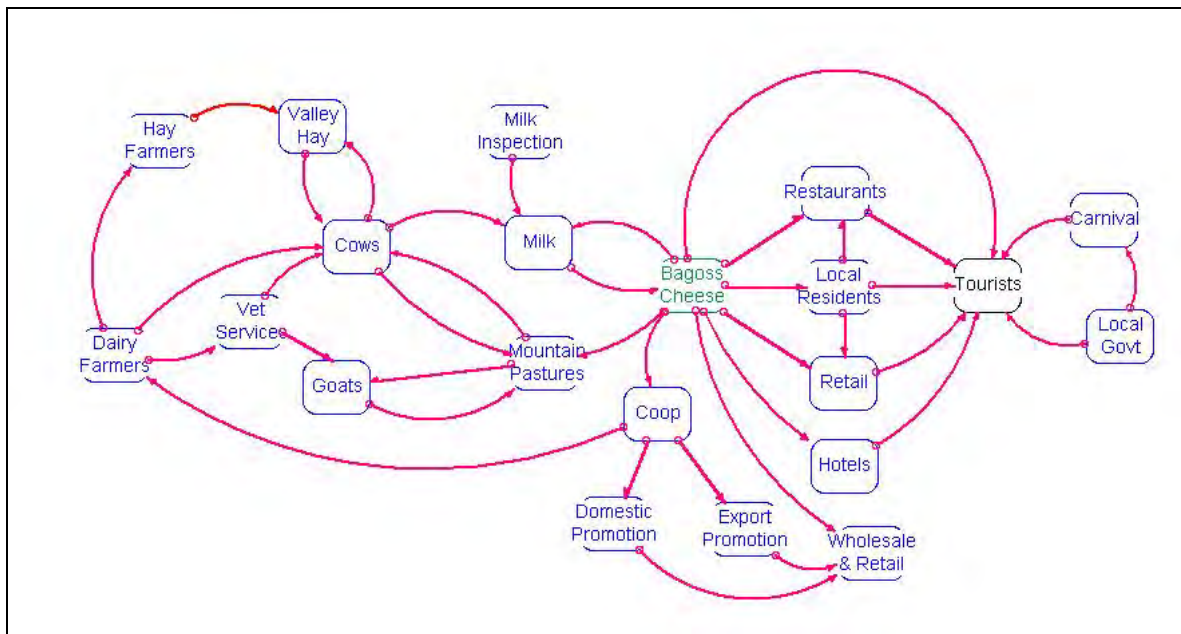 Hay
Farmers
Valley
Hay
Milk
Inspection
Cows
Milk
Restaurants
Carnival
Bagoss
Cheese
Local
Residents
Tourists
Vet
Service
Dairy
Farmers
Goats
Mountain
Pastures
Retail
Local
Govt
Coop
Hotels
Domestic
Promotion
Export
Promotion
Wholesale
& Retail